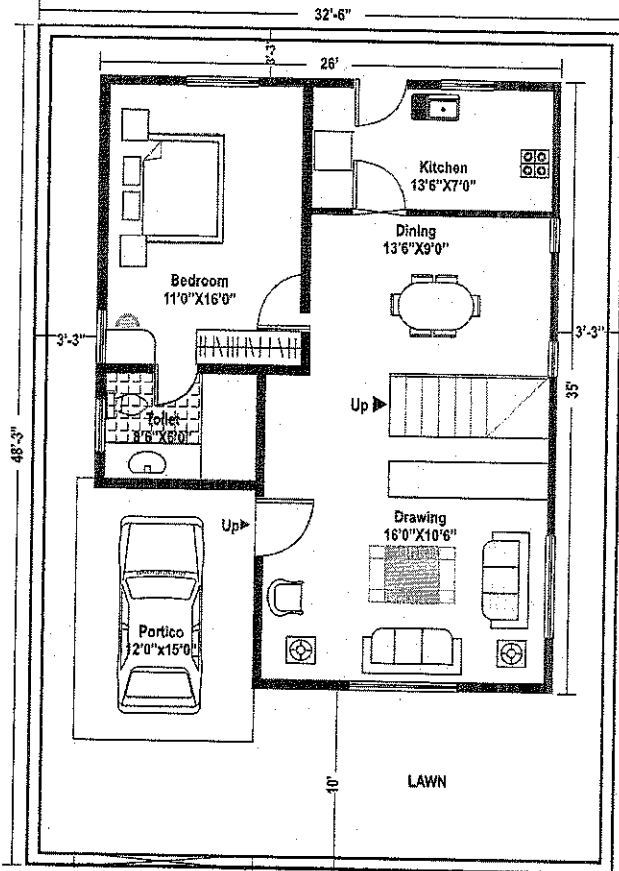 32'-6"
3'-3"
26'
Kitchen
13'6"X7'0"
Dining
13'6"X9'0"
Bedroom
11'0"X16'0"
3'-3"
3'-3"
35'
48'-3"
Up
Toilet
8'6"X6'0"
Up
Drawing
16'0"X10'6"
Portico
12'0"x15'0"
10'
LAWN